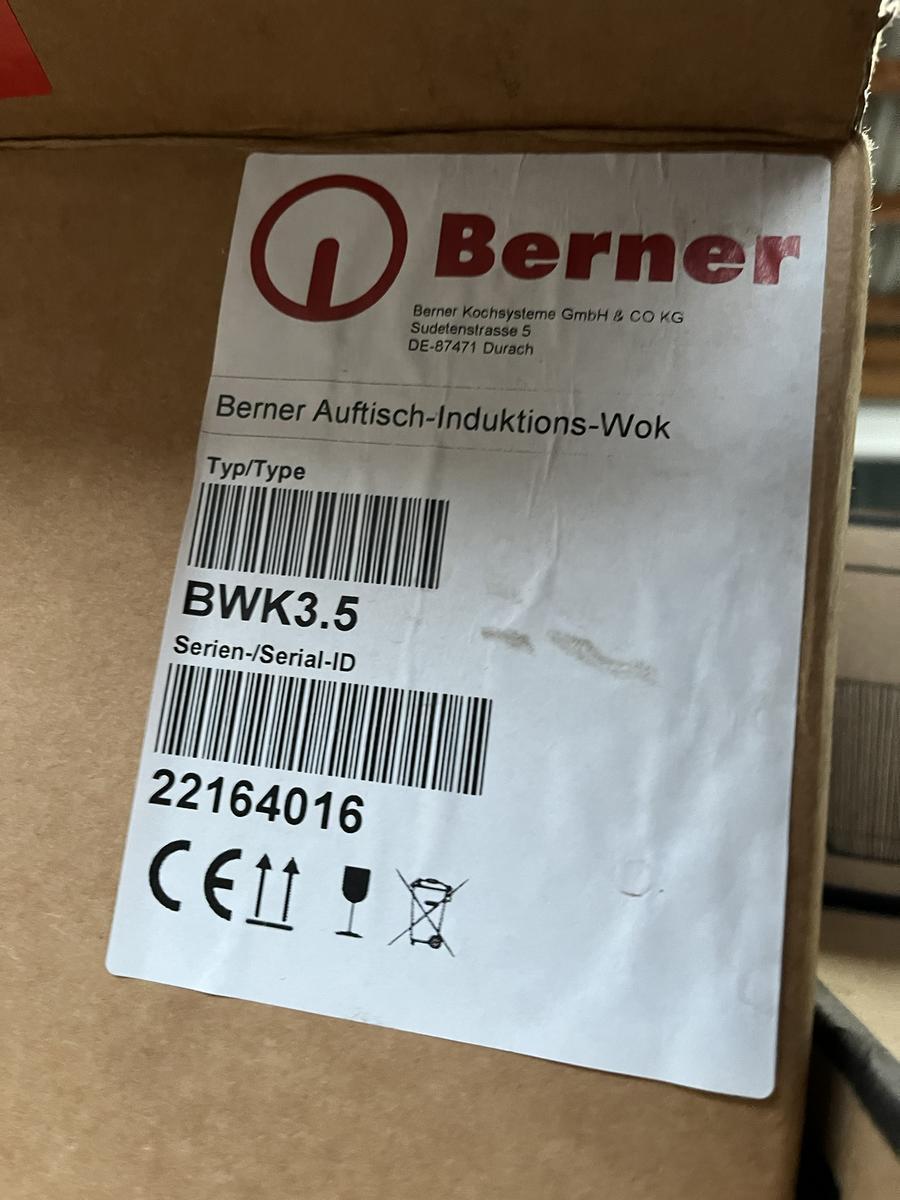 Berner
Berner Kochsysteme GmbH & CO KG
Sudetenstrasse 5
DE-87471 Durach
Berner Auftisch-Induktions-Wok
Typ/Type
BWK3.5
Serien-/Serial-ID
22164016
CE